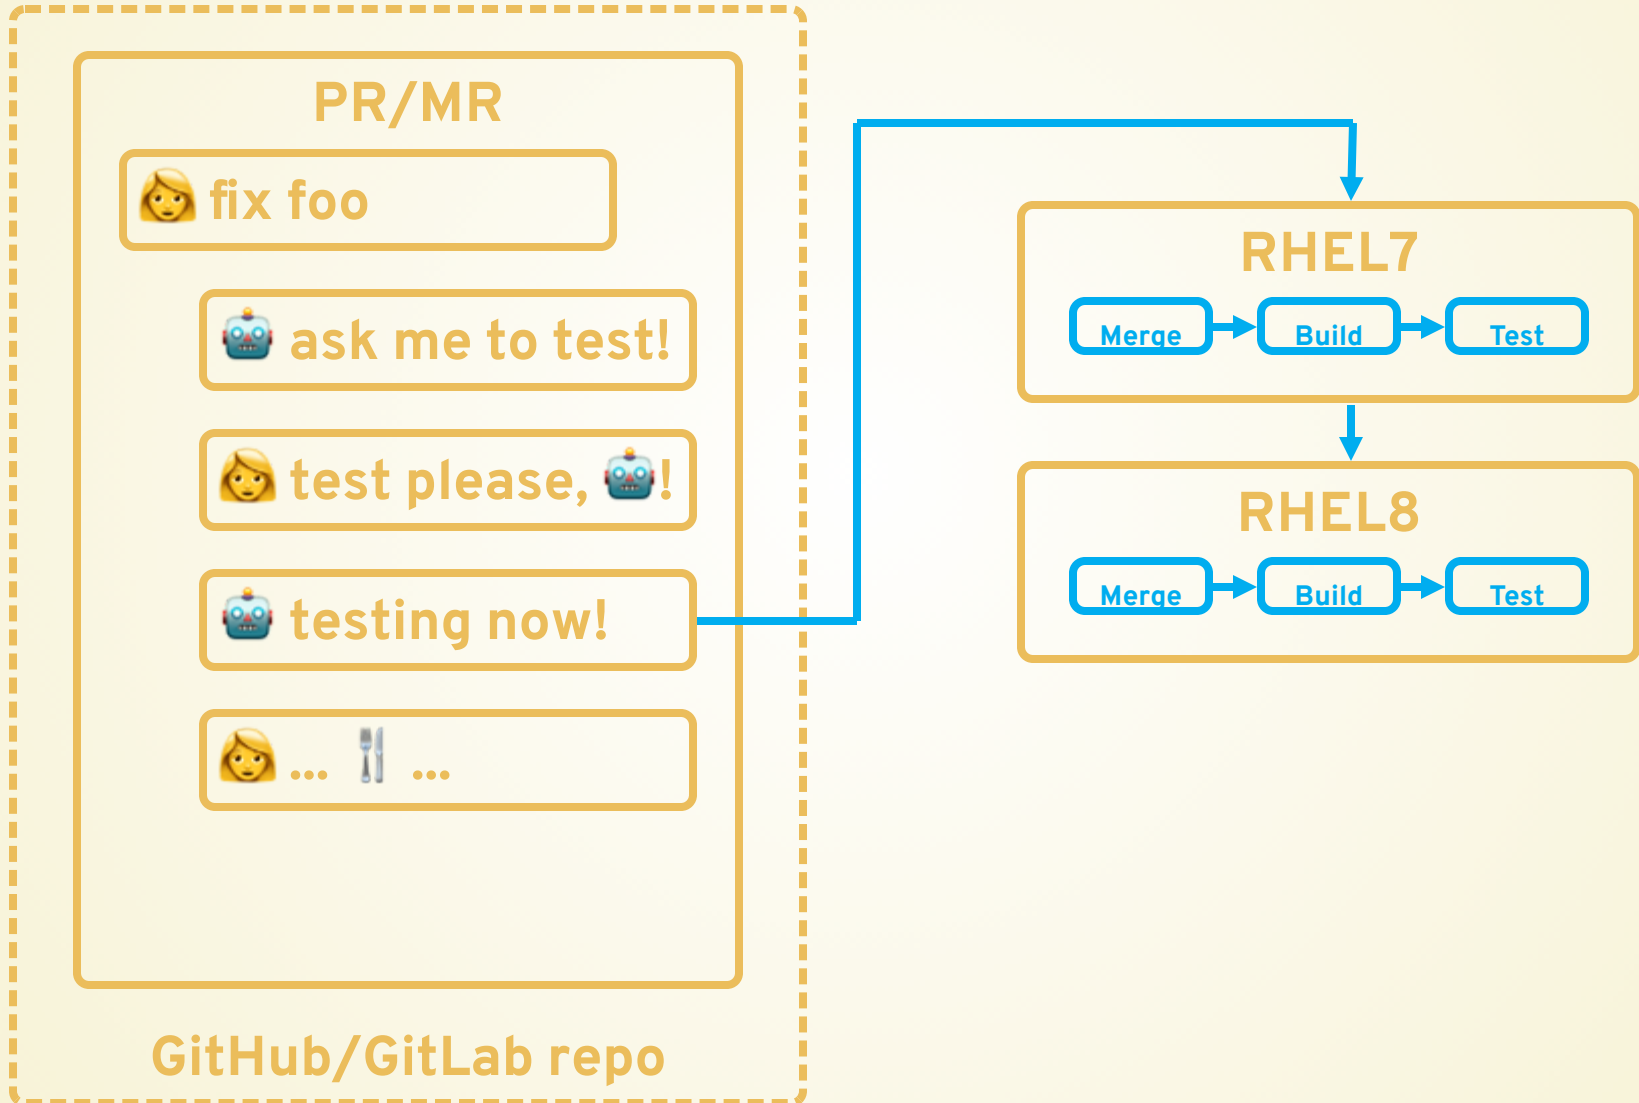 PR/MR
👩 fix foo
🤖 ask me to test!
👩 test please, 🤖!
🤖 testing now!
👩 ... 🍴 ...
GitHub/GitLab repo
RHEL7
Merge
Build
Test
RHEL8
Merge
Build
Test